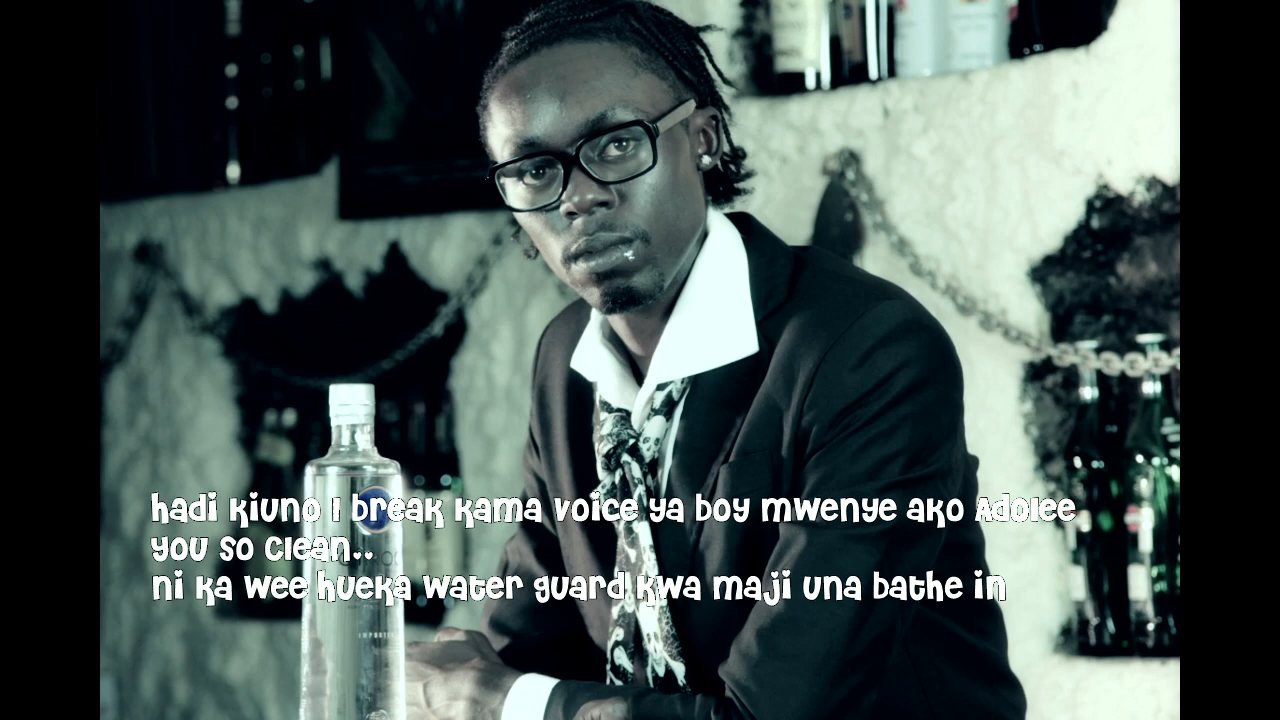 hadi kiuno I break kama voice ya boy mwenye ako Adolee
you so clean..
ni ka wee hueka water guard kwa maji una bathe in
IMPORTED